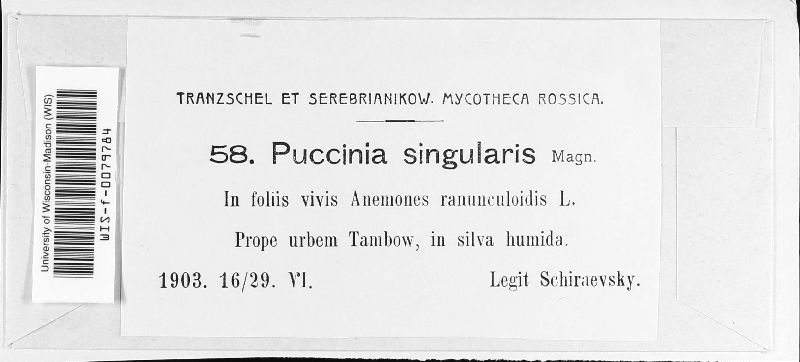 TRANZSCHEL ET SEREBRIANIKOW. MYCOTHECA ROSSICA.
58. Puccinia singularis Magn.
In foliis vivis Anemones ranunculoidis L.
Prope urbem Tambow, in silva humida.
1903. 16/29. VI. Legit Schiraevsky.
University of Wisconsin-Madison (WIS)
WIS-f-0079784